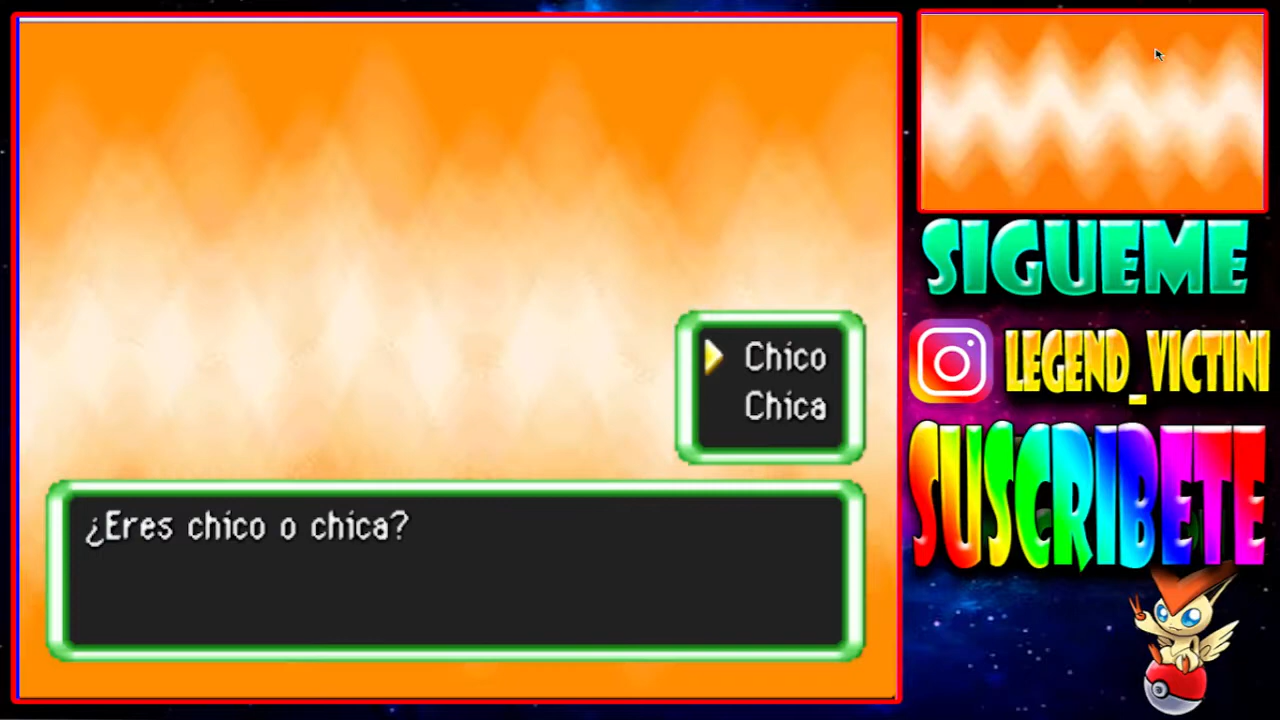 Chico
Chica
¿Eres chico o chica?
SIGUEME
LEGEND_VICTINI
SUSCRIBETE